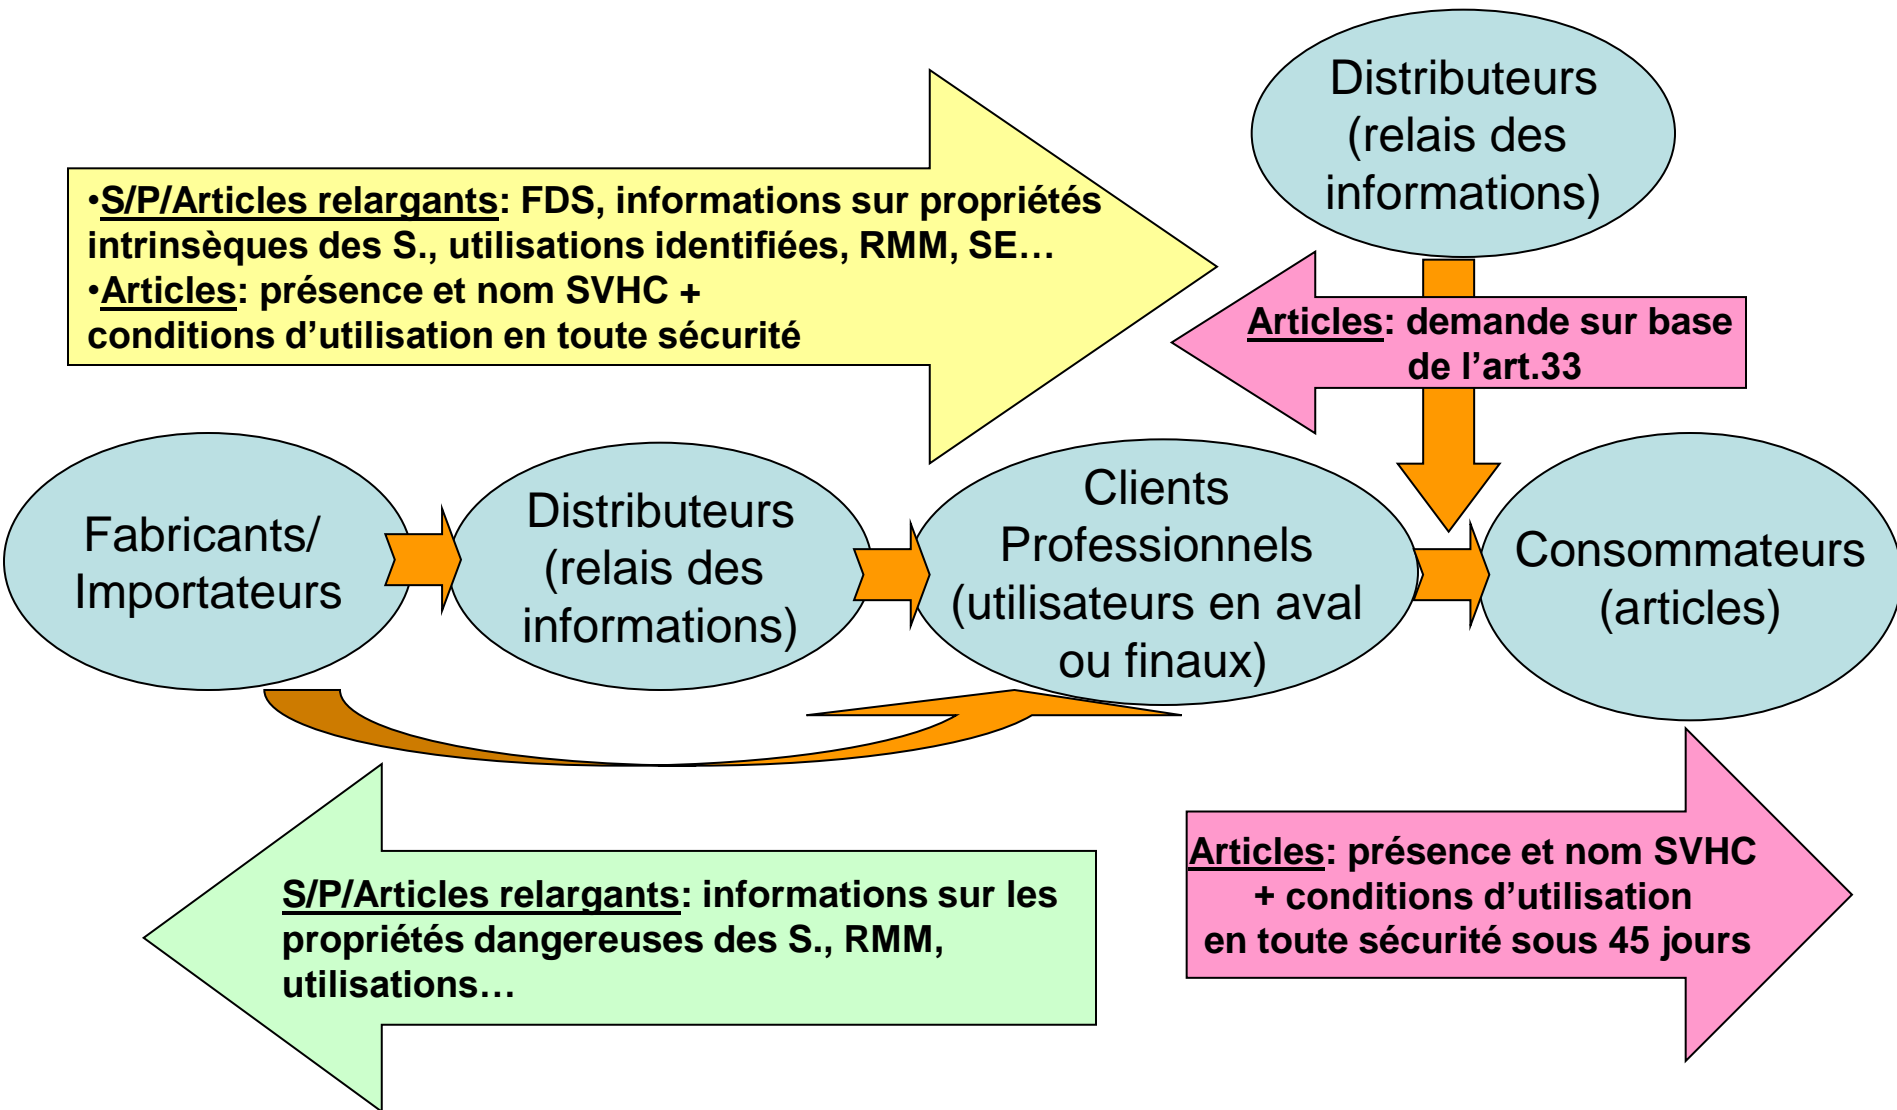 Distributeurs
(relais des
informations)
•S/P/Articles relargants: FDS, informations sur propriétés
intrinsèques des S., utilisations identifiées, RMM, SE…
•Articles: présence et nom SVHC +
conditions d’utilisation en toute sécurité
Articles: demande sur base
de l’art.33
Fabricants/
Importateurs
Distributeurs
(relais des
informations)
Clients
Professionnels
(utilisateurs en aval
ou finaux)
Consommateurs
(articles)
S/P/Articles relargants: informations sur les
propriétés dangereuses des S., RMM,
utilisations…
Articles: présence et nom SVHC
+ conditions d’utilisation
en toute sécurité sous 45 jours